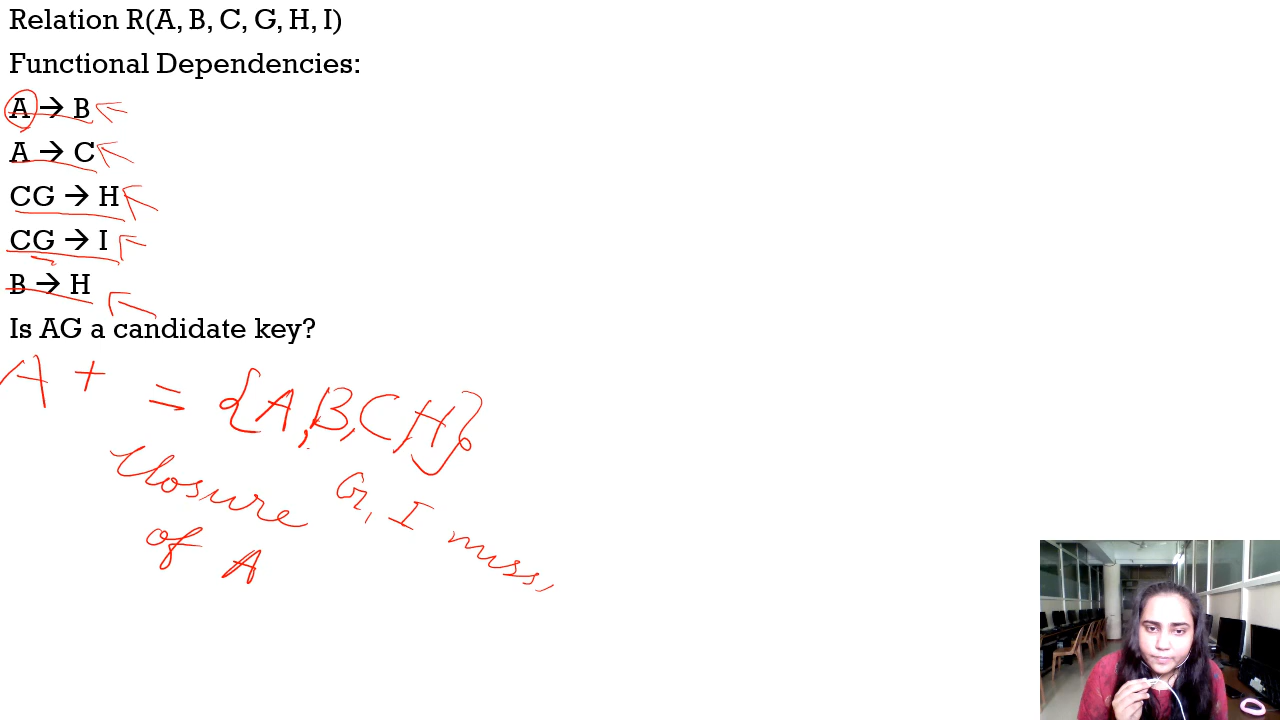 Relation R(A, B, C, G, H, I)
Functional Dependencies:
A → B
A → C
CG → H
CG → I
B → H
Is AG a candidate key?
A + = {A, B, C, H}
closure
of A
G, I miss,